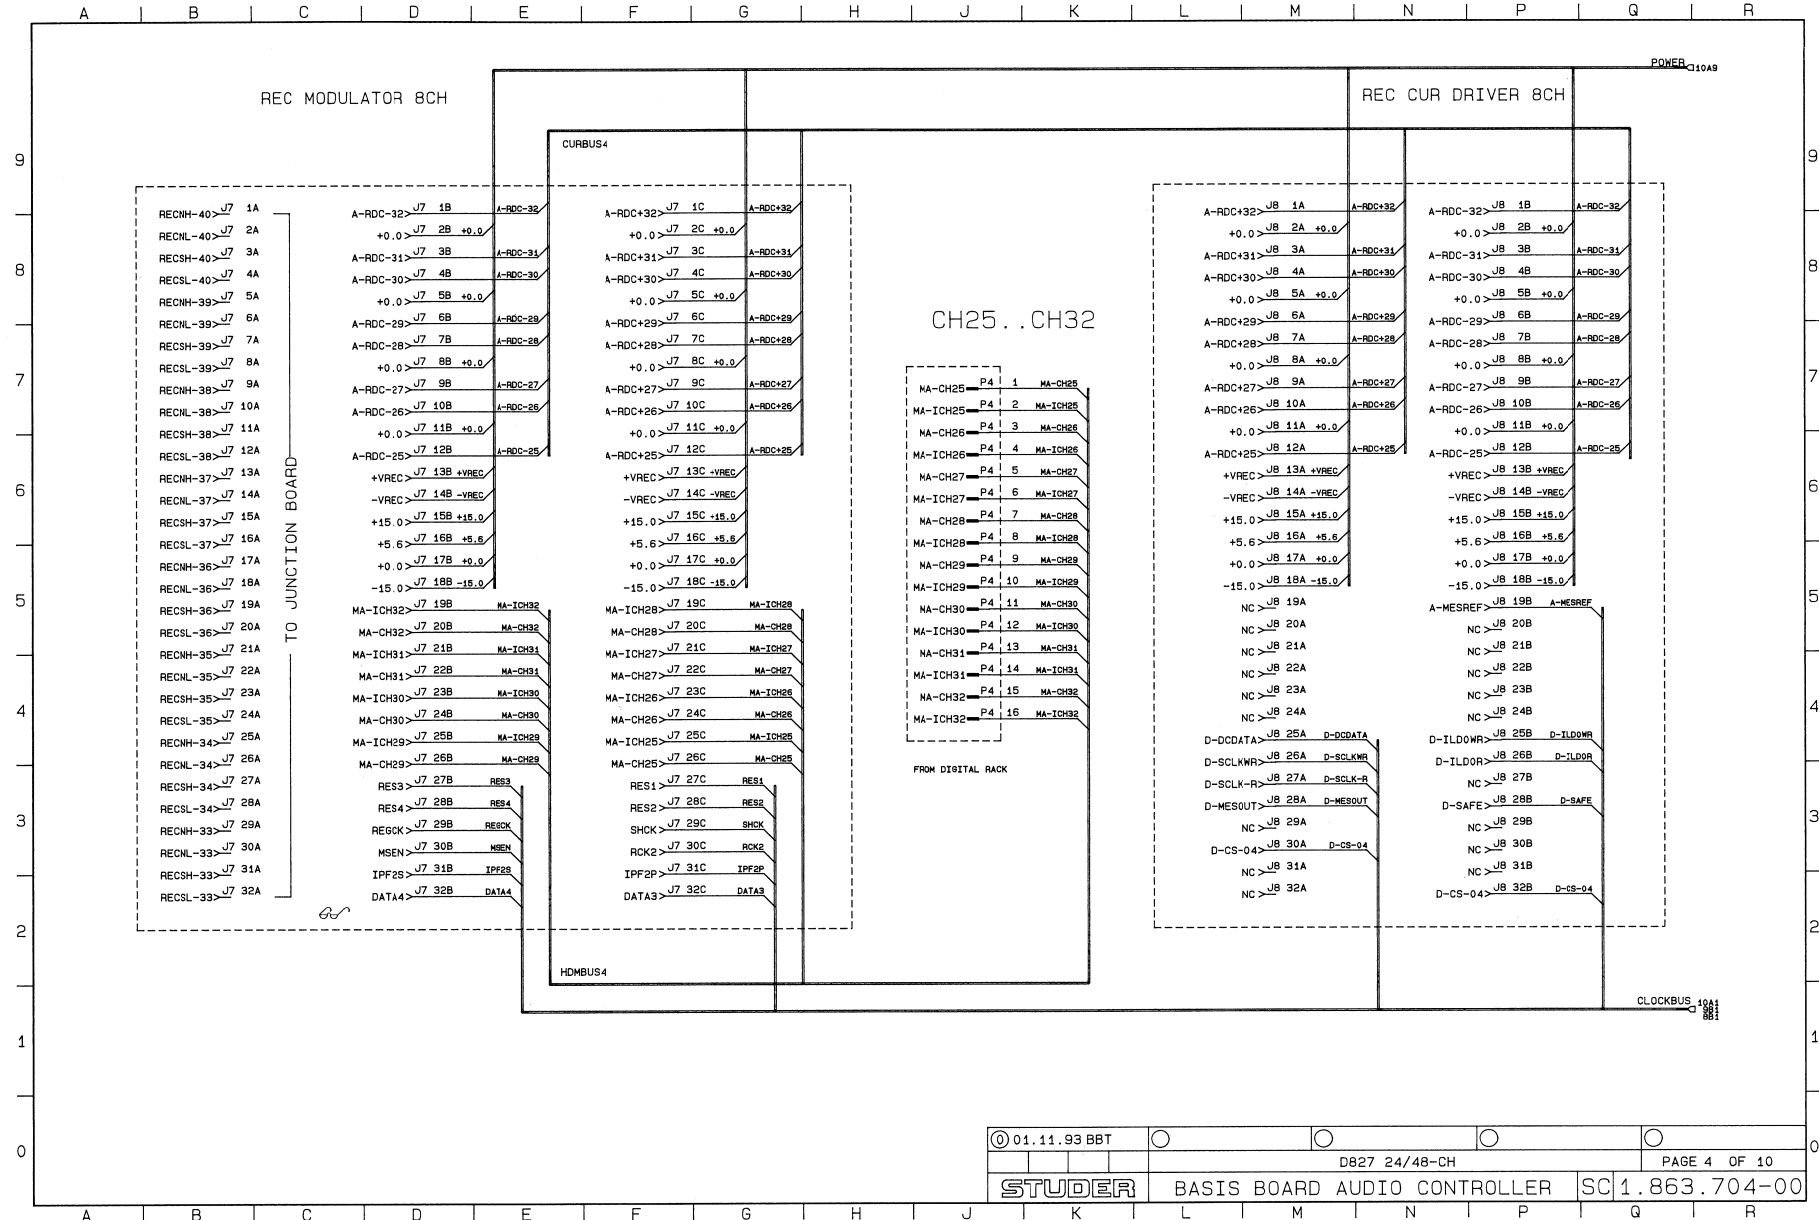 A B C D E F G H J K L M N P Q R
POWER 10A9
REC MODULATOR 8CH
REC CUR DRIVER 8CH
CURBUS4
9 9
8 8
7 7
6 6
5 5
4 4
3 3
2 2
1 1
0 0
RECNH-40 J7 1A
RECNL-40 J7 2A
RECSH-40 J7 3A
RECSL-40 J7 4A
RECNH-39 J7 5A
RECNL-39 J7 6A
RECSH-39 J7 7A
RECSL-39 J7 8A
RECNH-38 J7 9A
RECNL-38 J7 10A
RECSH-38 J7 11A
RECSL-38 J7 12A
RECNH-37 J7 13A
RECNL-37 J7 14A
RECSH-37 J7 15A
RECSL-37 J7 16A
RECNH-36 J7 17A
RECNL-36 J7 18A
RECSH-36 J7 19A
RECSL-36 J7 20A
RECNH-35 J7 21A
RECNL-35 J7 22A
RECSH-35 J7 23A
RECSL-35 J7 24A
RECNH-34 J7 25A
RECNL-34 J7 26A
RECSH-34 J7 27A
RECSL-34 J7 28A
RECNH-33 J7 29A
RECNL-33 J7 30A
RECSH-33 J7 31A
RECSL-33 J7 32A
TO JUNCTION BOARD
A-RDC-32 J7 1B A-RDC-32
+0.0 J7 2B +0.0
A-RDC-31 J7 3B A-RDC-31
A-RDC-30 J7 4B A-RDC-30
+0.0 J7 5B +0.0
A-RDC-29 J7 6B A-RDC-29
A-RDC-28 J7 7B A-RDC-28
+0.0 J7 8B +0.0
A-RDC-27 J7 9B A-RDC-27
A-RDC-26 J7 10B A-RDC-26
+0.0 J7 11B +0.0
A-RDC-25 J7 12B A-RDC-25
+VREC J7 13B +VREC
-VREC J7 14B -VREC
+15.0 J7 15B +15.0
+5.6 J7 16B +5.6
+0.0 J7 17B +0.0
-15.0 J7 18B -15.0
MA-ICH32 J7 19B MA-ICH32
MA-CH32 J7 20B MA-CH32
MA-ICH31 J7 21B MA-ICH31
MA-CH31 J7 22B MA-CH31
MA-ICH30 J7 23B MA-ICH30
MA-CH30 J7 24B MA-CH30
MA-ICH29 J7 25B MA-ICH29
MA-CH29 J7 26B MA-CH29
RES3 J7 27B RES3
RES4 J7 28B RES4
REGCK J7 29B REGCK
MSEN J7 30B MSEN
IPF2S J7 31B IPF2S
DATA4 J7 32B DATA4
A-RDC+32 J7 1C A-RDC+32
+0.0 J7 2C +0.0
A-RDC+31 J7 3C A-RDC+31
A-RDC+30 J7 4C A-RDC+30
+0.0 J7 5C +0.0
A-RDC+29 J7 6C A-RDC+29
A-RDC+28 J7 7C A-RDC+28
+0.0 J7 8C +0.0
A-RDC+27 J7 9C A-RDC+27
A-RDC+26 J7 10C A-RDC+26
+0.0 J7 11C +0.0
A-RDC+25 J7 12C A-RDC+25
+VREC J7 13C +VREC
-VREC J7 14C -VREC
+15.0 J7 15C +15.0
+5.6 J7 16C +5.6
+0.0 J7 17C +0.0
-15.0 J7 18C -15.0
MA-ICH28 J7 19C MA-ICH28
MA-CH28 J7 20C MA-CH28
MA-ICH27 J7 21C MA-ICH27
MA-CH27 J7 22C MA-CH27
MA-ICH26 J7 23C MA-ICH26
MA-CH26 J7 24C MA-CH26
MA-ICH25 J7 25C MA-ICH25
MA-CH25 J7 26C MA-CH25
RES1 J7 27C RES1
RES2 J7 28C RES2
SHCK J7 29C SHCK
RCK2 J7 30C RCK2
IPF2P J7 31C IPF2P
DATA3 J7 32C DATA3
CH25..CH32
MA-CH25 P4 1 MA-CH25
MA-ICH25 P4 2 MA-ICH25
MA-CH26 P4 3 MA-CH26
MA-ICH26 P4 4 MA-ICH26
MA-CH27 P4 5 MA-CH27
MA-ICH27 P4 6 MA-ICH27
MA-CH28 P4 7 MA-CH28
MA-ICH28 P4 8 MA-ICH28
MA-CH29 P4 9 MA-CH29
MA-ICH29 P4 10 MA-ICH29
NA-CH30 P4 11 MA-CH30
MA-ICH30 P4 12 MA-ICH30
NA-CH31 P4 13 MA-CH31
MA-ICH31 P4 14 MA-ICH31
NA-CH32 P4 15 MA-CH32
MA-ICH32 P4 16 MA-ICH32
FROM DIGITAL RACK
A-RDC+32 J8 1A A-RDC+32
+0.0 J8 2A +0.0
A-RDC+31 J8 3A A-RDC+31
A-RDC+30 J8 4A A-RDC+30
+0.0 J8 5A +0.0
A-RDC+29 J8 6A A-RDC+29
A-RDC+28 J8 7A A-RDC+28
+0.0 J8 8A +0.0
A-RDC+27 J8 9A A-RDC+27
A-RDC+26 J8 10A A-RDC+26
+0.0 J8 11A +0.0
A-RDC+25 J8 12A A-RDC+25
+VREC J8 13A +VREC
-VREC J8 14A -VREC
+15.0 J8 15A +15.0
+5.6 J8 16A +5.6
+0.0 J8 17A +0.0
-15.0 J8 18A -15.0
NC J8 19A
NC J8 20A
NC J8 21A
NC J8 22A
NC J8 23A
NC J8 24A
D-DCDATA J8 25A D-DCDATA
D-SCLKWR J8 26A D-SCLKWR
D-SCLK-R J8 27A D-SCLK-R
D-MESOUT J8 28A D-MESOUT
NC J8 29A
D-CS-04 J8 30A D-CS-04
NC J8 31A
NC J8 32A
A-RDC-32 J8 1B A-RDC-32
+0.0 J8 2B +0.0
A-RDC-31 J8 3B A-RDC-31
A-RDC-30 J8 4B A-RDC-30
+0.0 J8 5B +0.0
A-RDC-29 J8 6B A-RDC-29
A-RDC-28 J8 7B A-RDC-28
+0.0 J8 8B +0.0
A-RDC-27 J8 9B A-RDC-27
A-RDC-26 J8 10B A-RDC-26
+0.0 J8 11B +0.0
A-RDC-25 J8 12B A-RDC-25
+VREC J8 13B +VREC
-VREC J8 14B -VREC
+15.0 J8 15B +15.0
+5.6 J8 16B +5.6
+0.0 J8 17B +0.0
-15.0 J8 18B -15.0
A-MESREF J8 19B A-MESREF
NC J8 20B
NC J8 21B
NC J8 22B
NC J8 23B
NC J8 24B
D-ILDOWR J8 25B D-ILDOWR
D-ILDOR J8 26B D-ILDOR
NC J8 27B
D-SAFE J8 28B D-SAFE
NC J8 29B
NC J8 30B
NC J8 31B
D-CS-04 J8 32B D-CS-04
HDMBUS4
CLOCKBUS 10A1
9B1
8B1
0 01.11.93 BBT
D827 24/48-CH PAGE 4 OF 10
STUDER BASIS BOARD AUDIO CONTROLLER SC 1.863.704-00
A B C D E F G H J K L M N P Q R